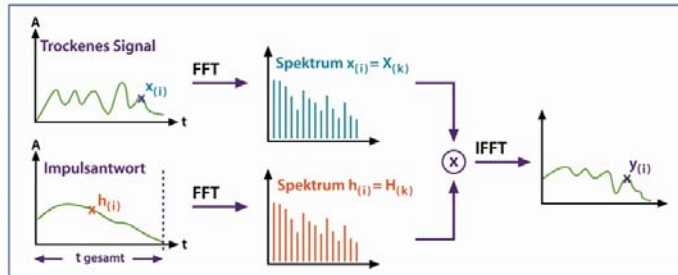 A
Trockenes Signal
x(i)
t
FFT
Spektrum x(i) = X(k)
A
Impulsantwort
h(i)
t
t gesamt
FFT
Spektrum h(i) = H(k)
x
IFFT
y(i)